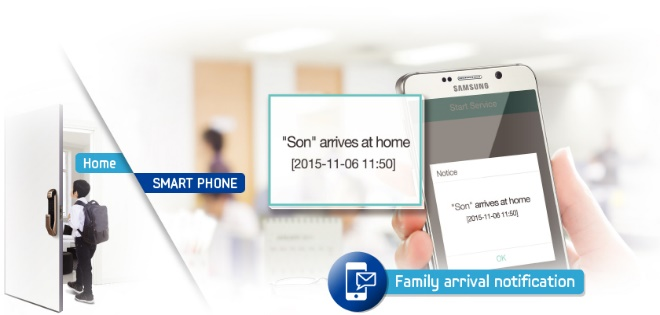 Home
SMART PHONE
"Son" arrives at home
[2015-11-06 11:50]
SAMSUNG
Start Service
Notice
"Son" arrives at home
[2015-11-06 11:50]
OK
Family arrival notification